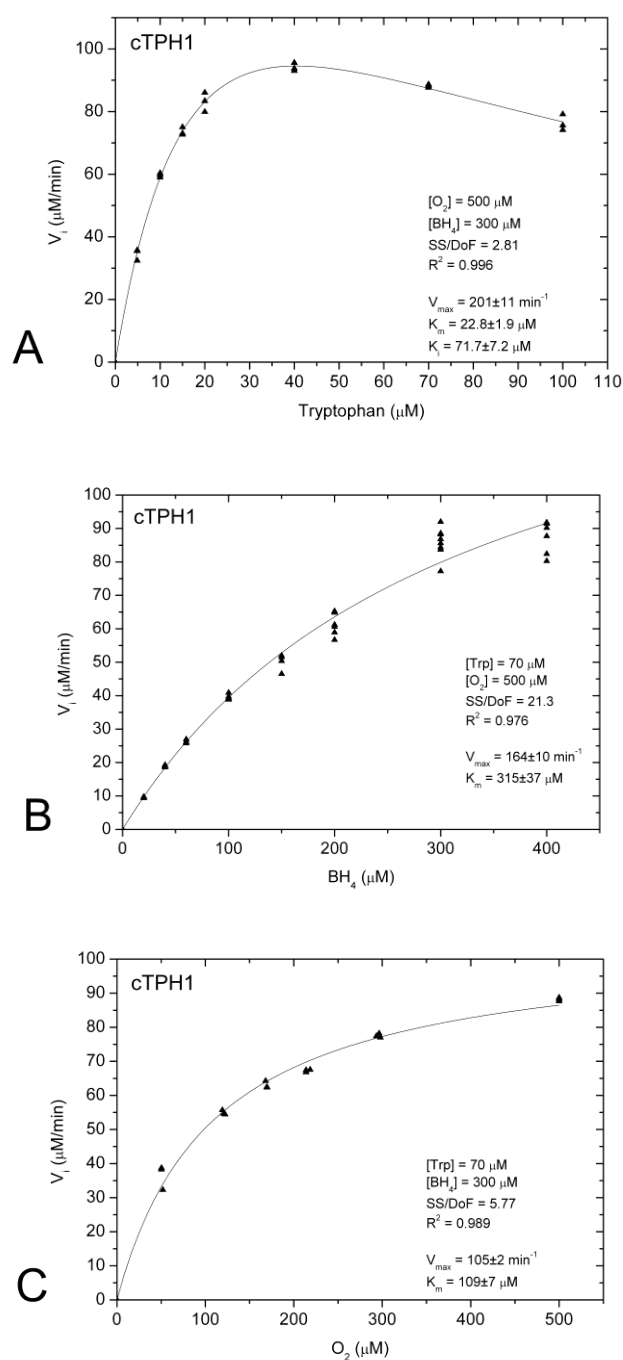 cTPH1
100
80
60
40
20
0
V_i (μM/min)
[O₂] = 500 μM
[BH₄] = 300 μM
SS/DoF = 2.81
R² = 0.996
V_max = 201±11 min⁻¹
K_m = 22.8±1.9 μM
K_i = 71.7±7.2 μM
A
0 10 20 30 40 50 60 70 80 90 100 110
Tryptophan (μM)
cTPH1
100
90
80
70
60
50
40
30
20
10
0
V_i (μM/min)
[Trp] = 70 μM
[O₂] = 500 μM
SS/DoF = 21.3
R² = 0.976
V_max = 164±10 min⁻¹
K_m = 315±37 μM
B
0 100 200 300 400
BH₄ (μM)
cTPH1
100
90
80
70
60
50
40
30
20
10
0
V_i (μM/min)
[Trp] = 70 μM
[BH₄] = 300 μM
SS/DoF = 5.77
R² = 0.989
V_max = 105±2 min⁻¹
K_m = 109±7 μM
C
0 100 200 300 400 500
O₂ (μM)